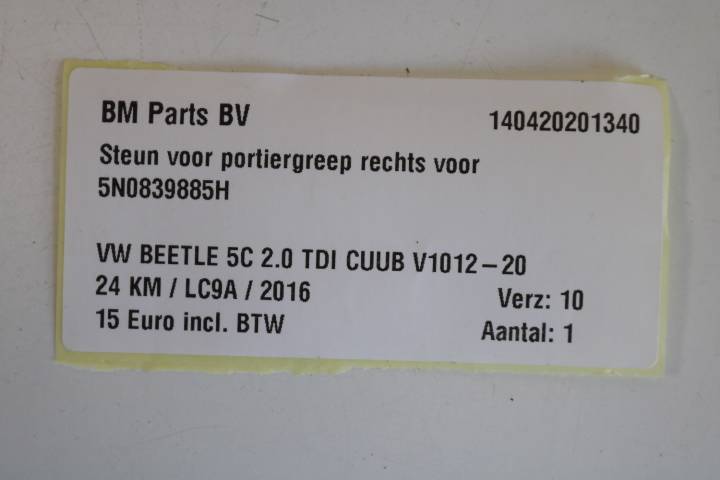 BM Parts BV 140420201340
Steun voor portiergreep rechts voor
5N0839885H
VW BEETLE 5C 2.0 TDI CUUB V1012-20
24 KM / LC9A / 2016 Verz: 10
15 Euro incl. BTW Aantal: 1